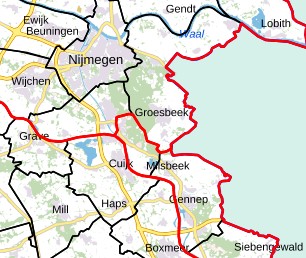 Gendt
Ewijk
Beuningen
Lobith
Waal
Nijmegen
Wijchen
Groesbeek
Grave
Cuijk
Milsbeek
Gennep
Haps
Mill
Boxmeer
Siebengewald